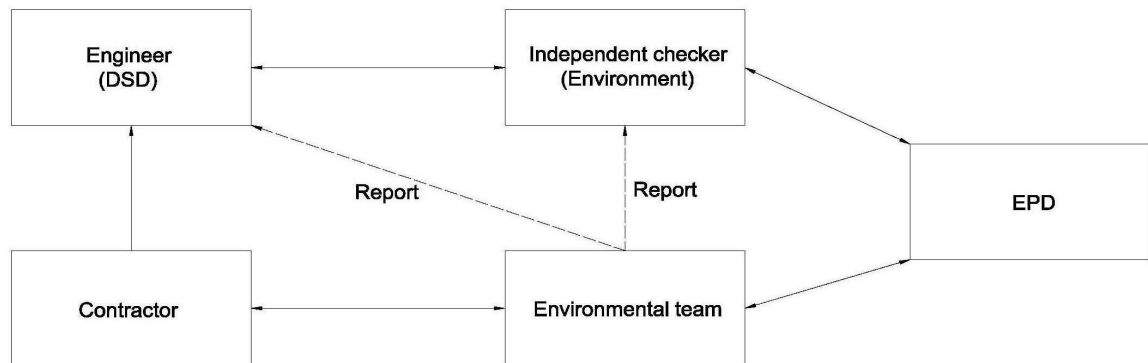 Engineer
(DSD)
Independent checker
(Environment)
Report
Report
EPD
Contractor
Environmental team